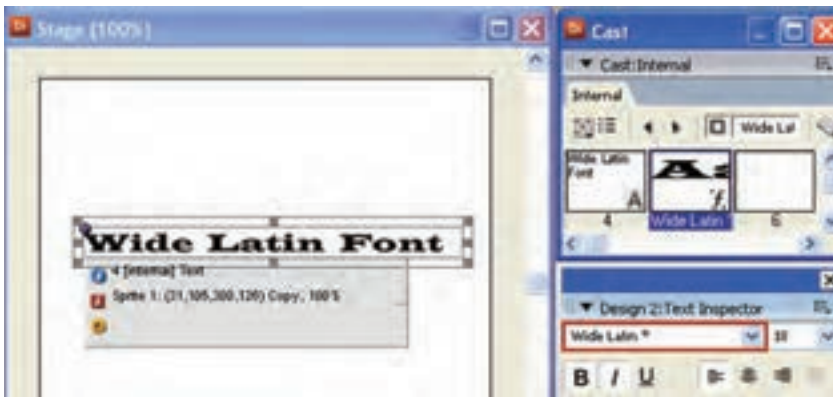 Stage (100%)
Wide Latin Font
4 [internal] Text
Sprite 1: (31,105,300,126) Copy, 100%
Cast
Cast:Internal
Internal
Wide Lat
Wide Latin
Font
A
4
Wide Latin
6
Design 2:Text Inspector
Wide Latin *
18
B I U